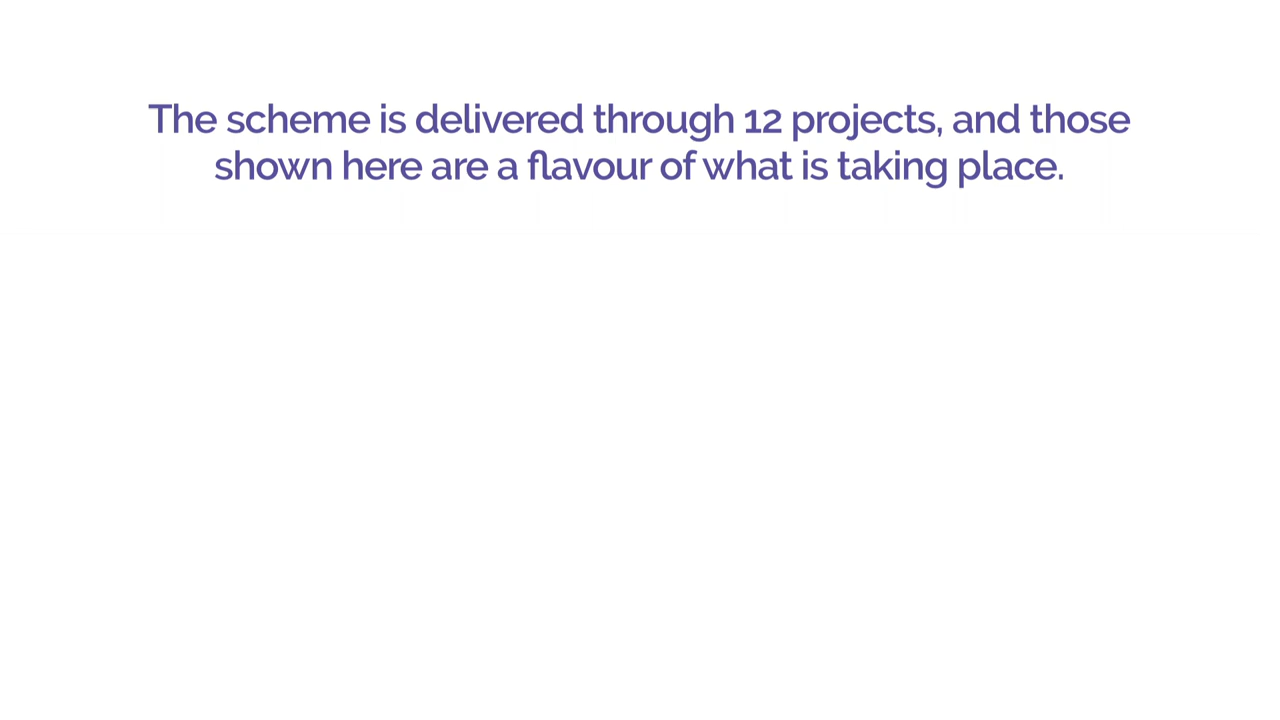 The scheme is delivered through 12 projects, and those
shown here are a flavour of what is taking place.